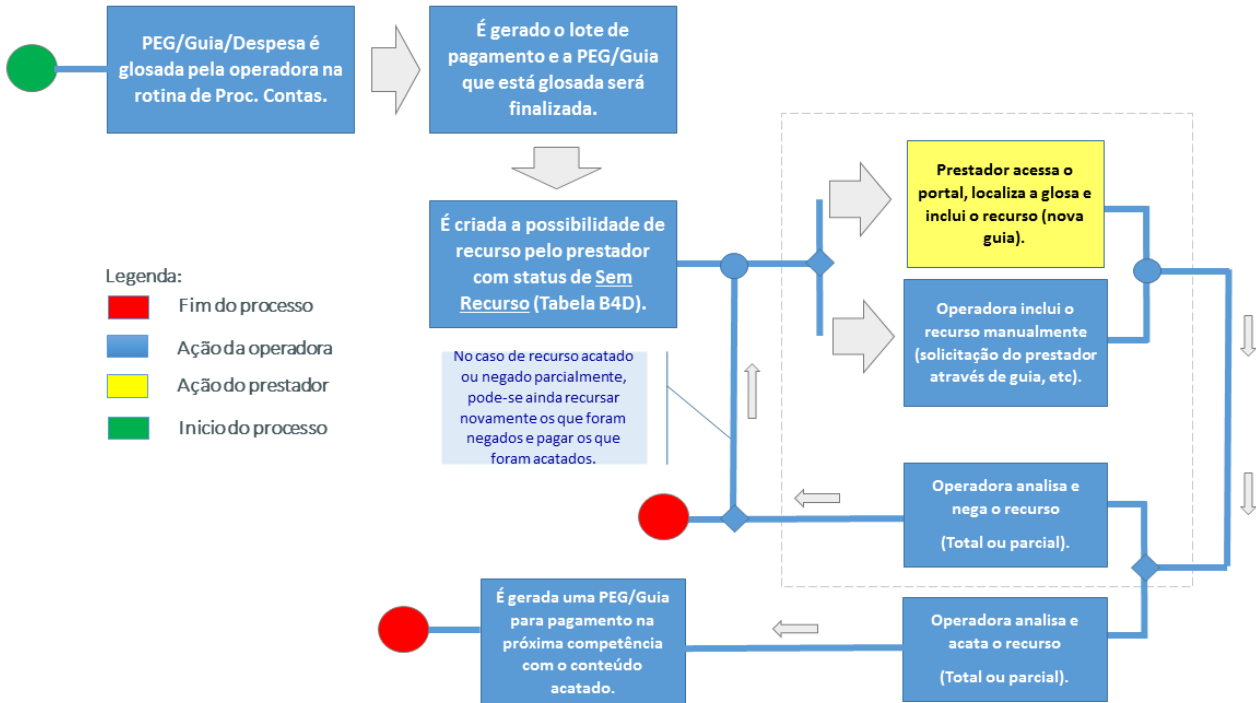 PEG/Guia/Despesa é
glosada pela operadora na
rotina de Proc. Contas.
É gerado o lote de
pagamento e a PEG/Guia
que está glosada será
finalizada.
É criada a possibilidade de
recurso pelo prestador
com status de Sem
Recurso (Tabela B4D).
Prestador acessa o
portal, localiza a glosa e
inclui o recurso (nova
guia).
Operadora inclui o
recurso manualmente
(solicitação do prestador
através de guia, etc).
Legenda:
Fim do processo
Ação da operadora
Ação do prestador
Inicio do processo
No caso de recurso acatado
ou negado parcialmente,
pode-se ainda recursar
novamente os que foram
negados e pagar os que
foram acatados.
Operadora analisa e
nega o recurso
(Total ou parcial).
É gerada uma PEG/Guia
para pagamento na
próxima competência
com o conteúdo
acatado.
Operadora analisa e
acata o recurso
(Total ou parcial).